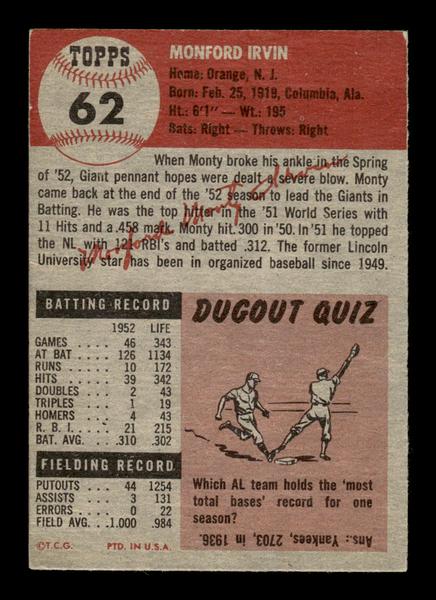 TOPPS
62
MONFORD IRVIN
Home: Orange, N. J.
Born: Feb. 25, 1919, Columbia, Ala.
Ht.: 6'1" — Wt.: 195
Bats: Right — Throws: Right
When Monty broke his ankle in the Spring
of '52, Giant pennant hopes were dealt a severe blow. Monty
came back at the end of the '52 season to lead the Giants in
Batting. He was the top hitter in the '51 World Series with
11 Hits and a .458 mark. Monty hit .300 in '50. In '51 he topped
the NL with 121 RBI's and batted .312. The former Lincoln
University star has been in organized baseball since 1949.
Monford Monty Irvin
BATTING RECORD
1952 LIFE
GAMES . . . . 46 343
AT BAT . . . . 126 1134
RUNS . . . . 10 172
HITS . . . . 39 342
DOUBLES . . . 2 43
TRIPLES . . . 1 19
HOMERS . . . 4 43
R. B. I. . . . . 21 215
BAT. AVG. . . .310 .302
FIELDING RECORD
PUTOUTS . . . 44 1254
ASSISTS . . . 3 131
ERRORS . . . 0 22
FIELD AVG. . 1.000 .984
©T.C.G. PTD. IN U.S.A.
DUGOUT QUIZ
Which AL team holds the 'most
total bases' record for one
season?
Ans.: Yankees, 2703, in 1936.